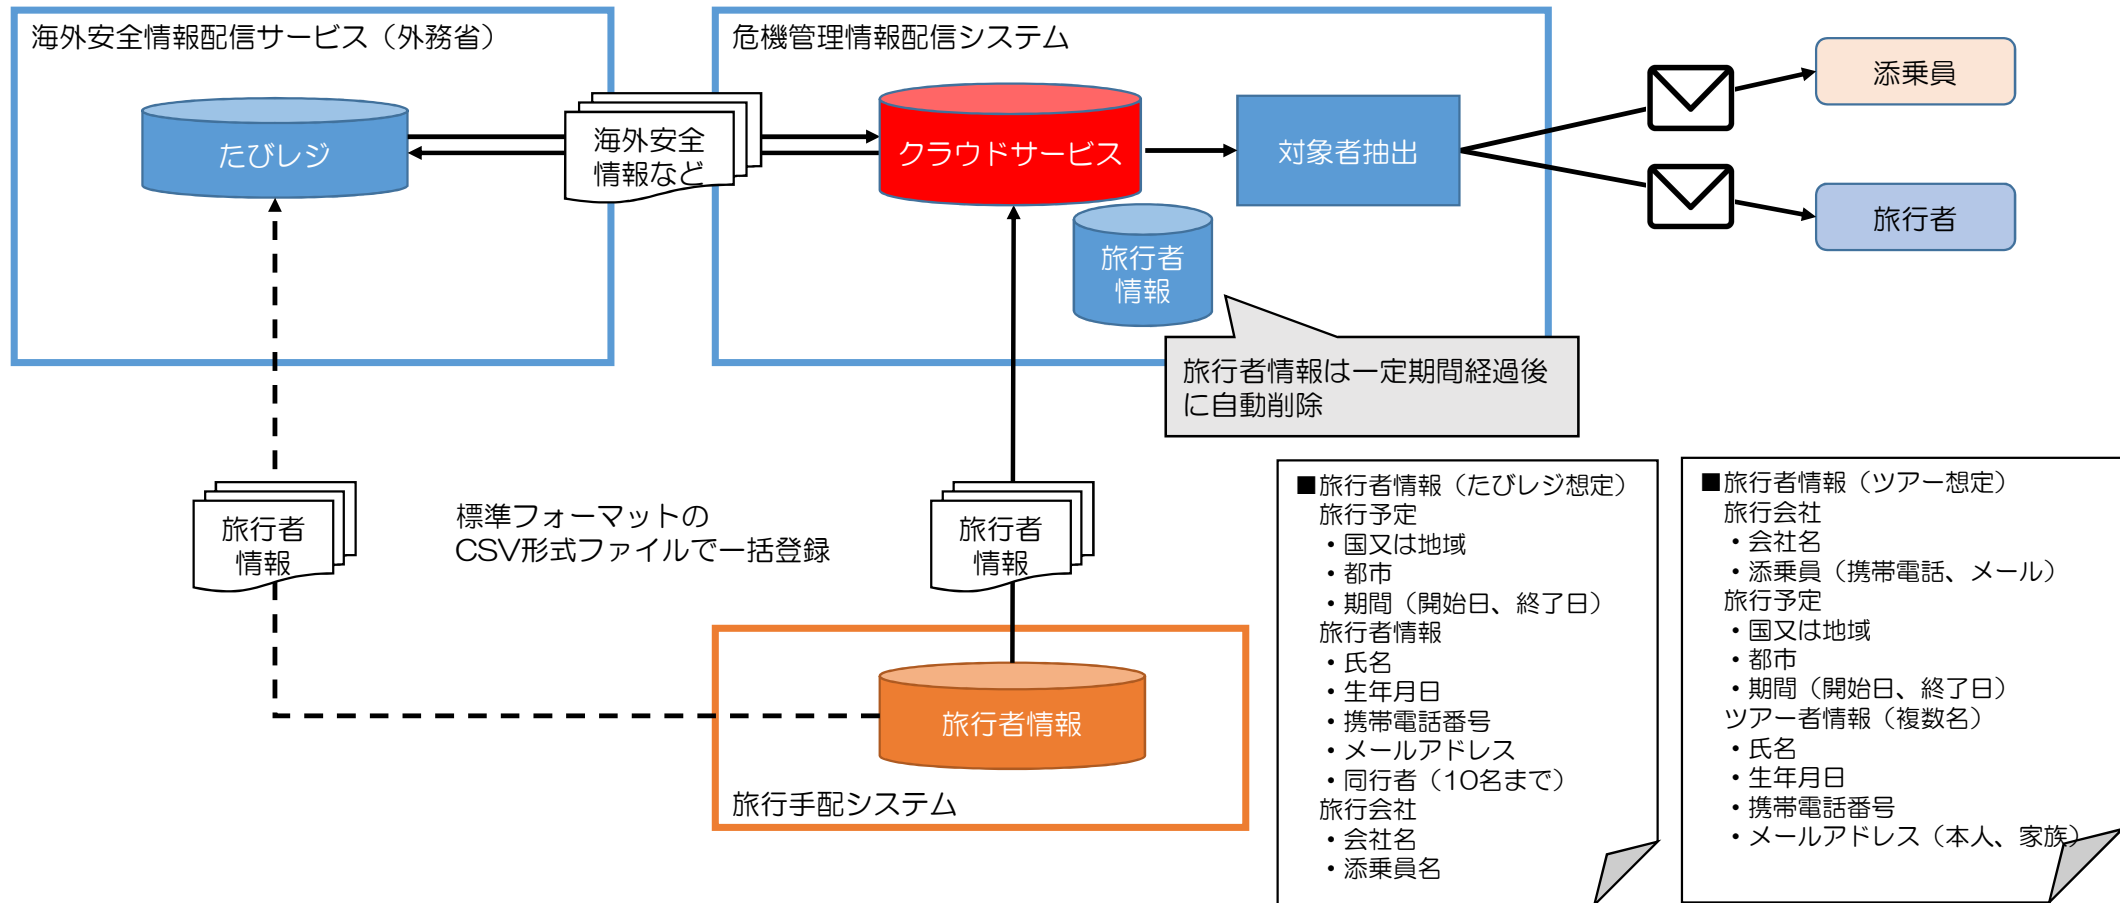 海外安全情報配信サービス（外務省）
たびレジ
海外安全
情報など
危機管理情報配信システム
クラウドサービス
対象者抽出
添乗員
旅行者
旅行者
情報
旅行者情報は一定期間経過後
に自動削除
旅行者
情報
標準フォーマットの
CSV形式ファイルで一括登録
旅行者
情報
旅行者情報
旅行手配システム
■旅行者情報（たびレジ想定）
旅行予定
・国又は地域
・都市
・期間（開始日、終了日）
旅行者情報
・氏名
・生年月日
・携帯電話番号
・メールアドレス
・同行者（10名まで）
旅行会社
・会社名
・添乗員名
■旅行者情報（ツアー想定）
旅行会社
・会社名
・添乗員（携帯電話、メール）
旅行予定
・国又は地域
・都市
・期間（開始日、終了日）
ツアー者情報（複数名）
・氏名
・生年月日
・携帯電話番号
・メールアドレス（本人、家族）